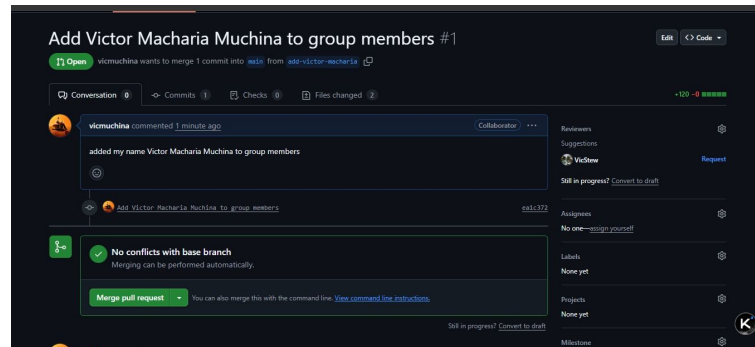 Add Victor Macharia Muchina to group members #1
Edit
<> Code
Open
vicmuchina wants to merge 1 commit into main from add-victor-macharia
Conversation 0
Commits 1
Checks 0
Files changed 2
+120 −0
vicmuchina commented 1 minute ago
Collaborator
added my name Victor Macharia Muchina to group members
Add Victor Macharia Muchina to group members
ea1c372
No conflicts with base branch
Merging can be performed automatically.
Merge pull request
You can also merge this with the command line. View command line instructions.
Still in progress? Convert to draft
Reviewers
Suggestions
VicStew
Request
Still in progress? Convert to draft
Assignees
No one—assign yourself
Labels
None yet
Projects
None yet
Milestone
K